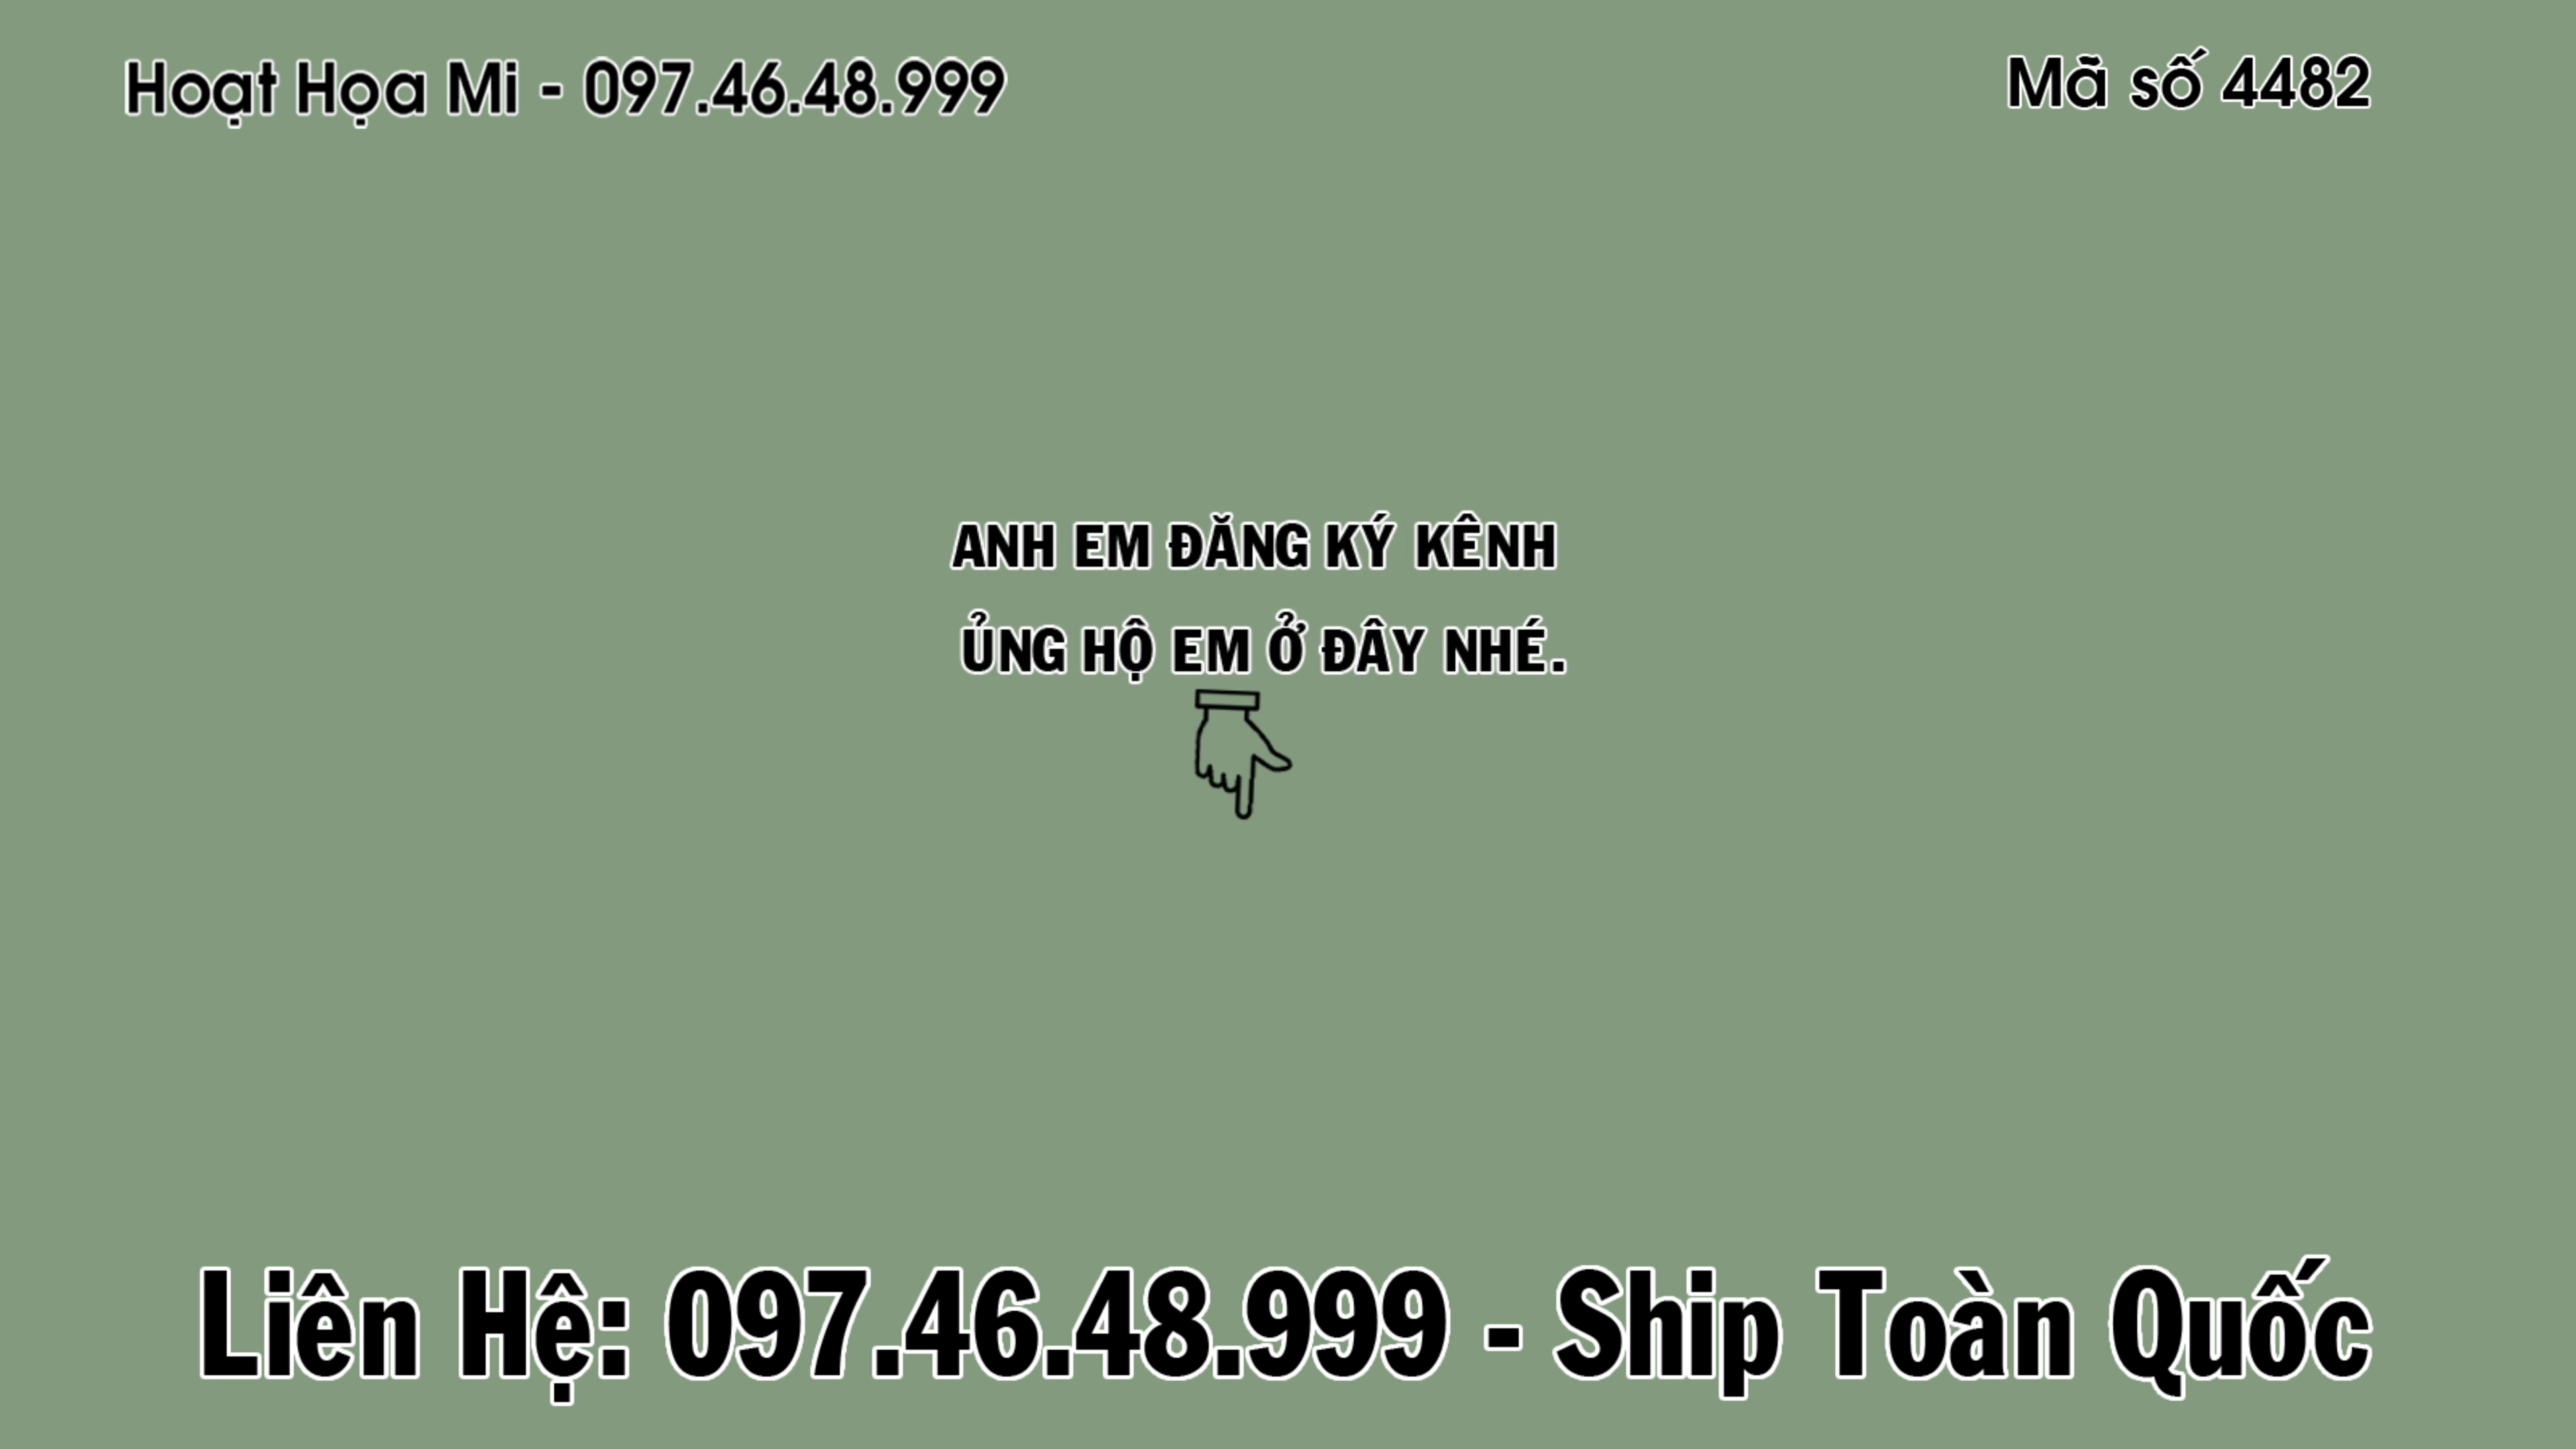 Hoạt Họa Mi - 097.46.48.999
Mã số 4482
ANH EM ĐĂNG KÝ KÊNH
ỦNG HỘ EM Ở ĐÂY NHÉ.
Liên Hệ: 097.46.48.999 - Ship Toàn Quốc